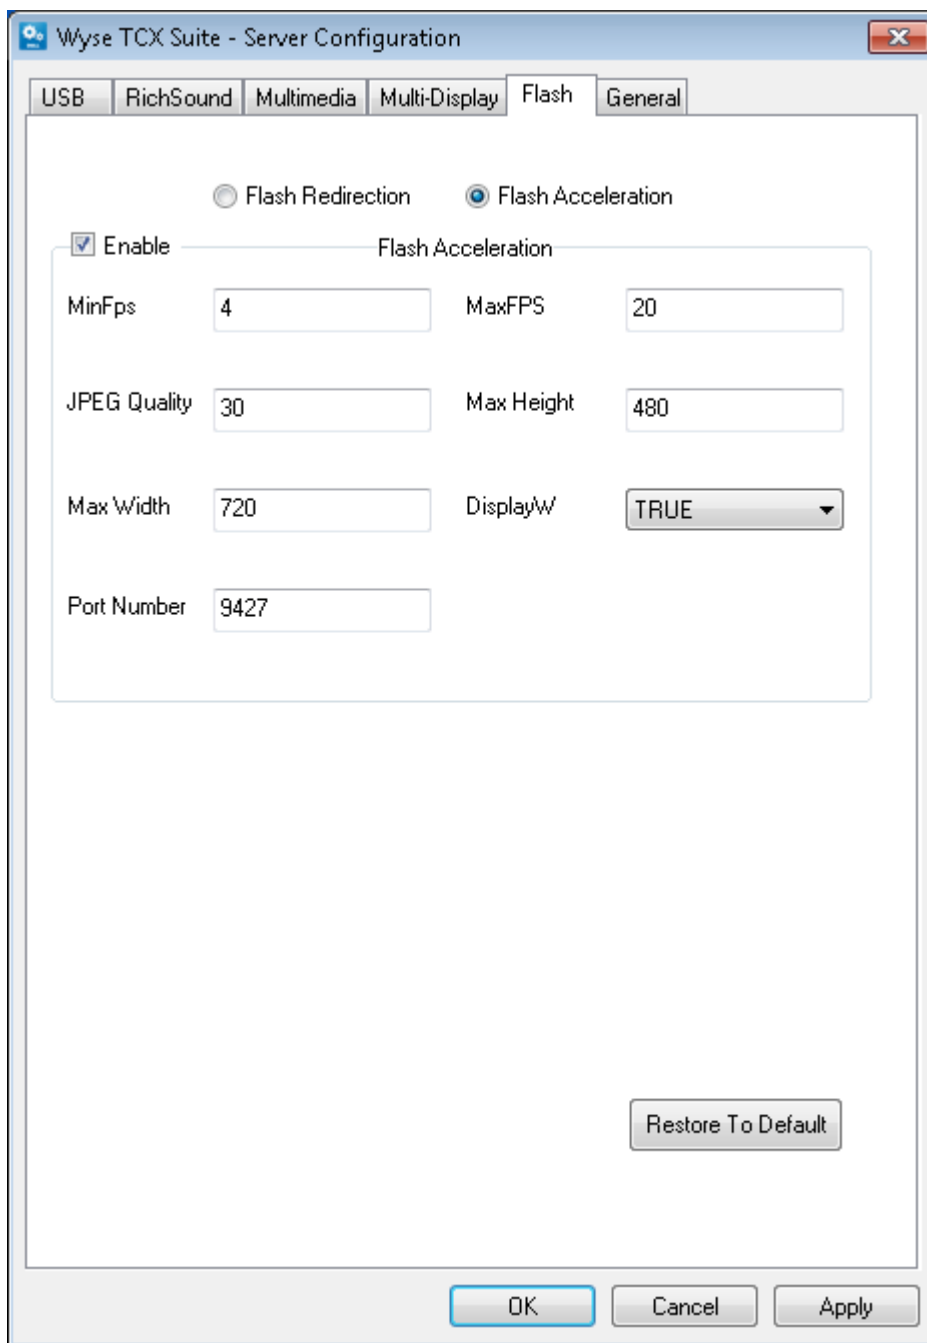 Wyse TCX Suite - Server Configuration
USB RichSound Multimedia Multi-Display Flash General
Flash Redirection Flash Acceleration
Enable Flash Acceleration
MinFps 4 MaxFPS 20
JPEG Quality 30 Max Height 480
Max Width 720 DisplayW TRUE
Port Number 9427
Restore To Default
OK Cancel Apply